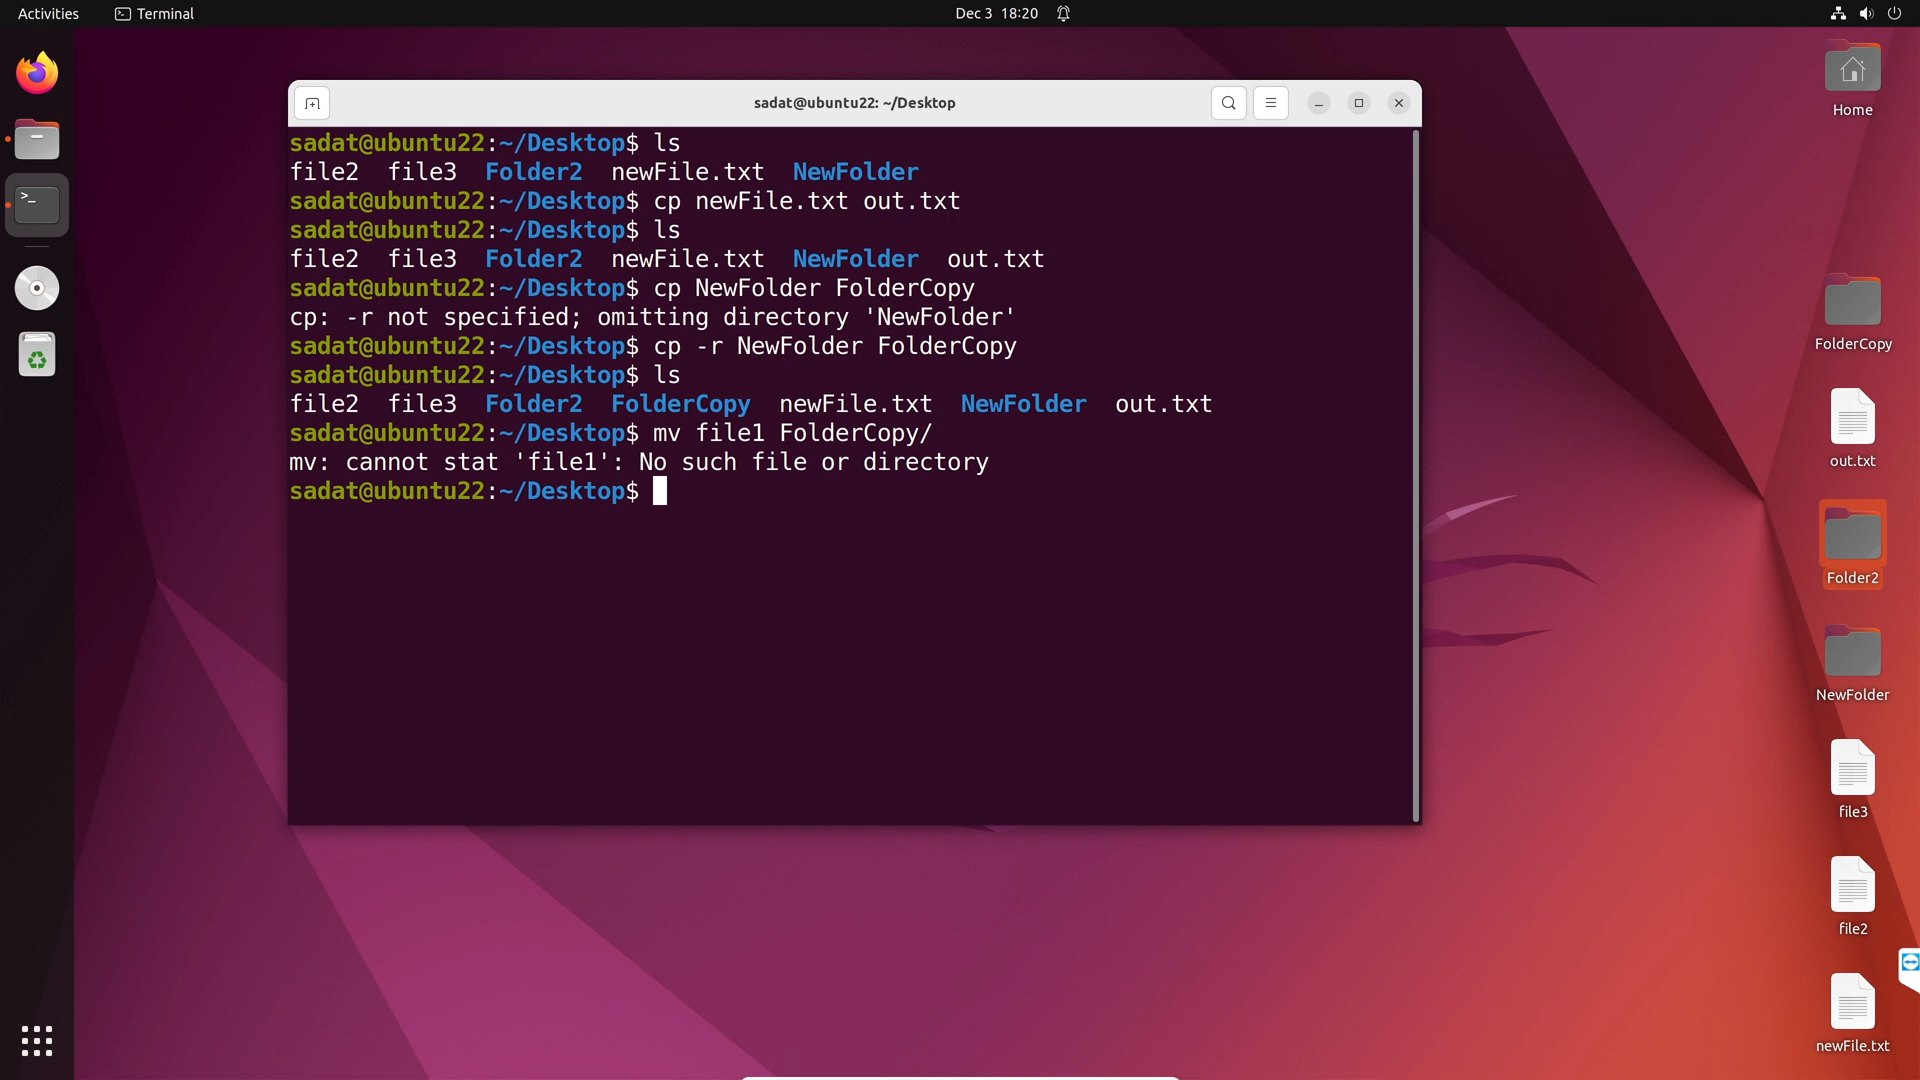 Activities
Terminal
Dec 3 18:20
sadat@ubuntu22: ~/Desktop
sadat@ubuntu22:~/Desktop$ ls
file2 file3 Folder2 newFile.txt NewFolder
sadat@ubuntu22:~/Desktop$ cp newFile.txt out.txt
sadat@ubuntu22:~/Desktop$ ls
file2 file3 Folder2 newFile.txt NewFolder out.txt
sadat@ubuntu22:~/Desktop$ cp NewFolder FolderCopy
cp: -r not specified; omitting directory 'NewFolder'
sadat@ubuntu22:~/Desktop$ cp -r NewFolder FolderCopy
sadat@ubuntu22:~/Desktop$ ls
file2 file3 Folder2 FolderCopy newFile.txt NewFolder out.txt
sadat@ubuntu22:~/Desktop$ mv file1 FolderCopy/
mv: cannot stat 'file1': No such file or directory
sadat@ubuntu22:~/Desktop$
Home
FolderCopy
out.txt
Folder2
NewFolder
file3
file2
newFile.txt